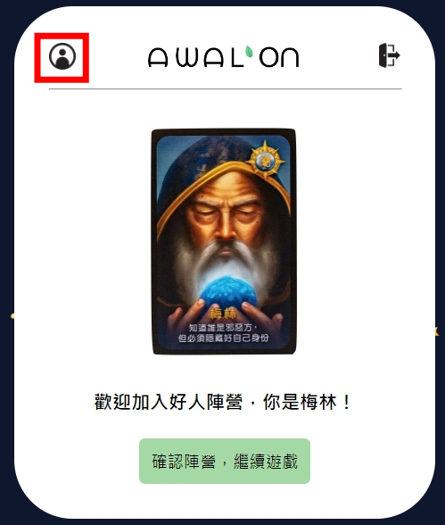 AWAL'ON
梅林
知道誰是邪惡方，
但必須隱藏好自己身份
歡迎加入好人陣營．你是梅林！
確認陣營，繼續遊戲